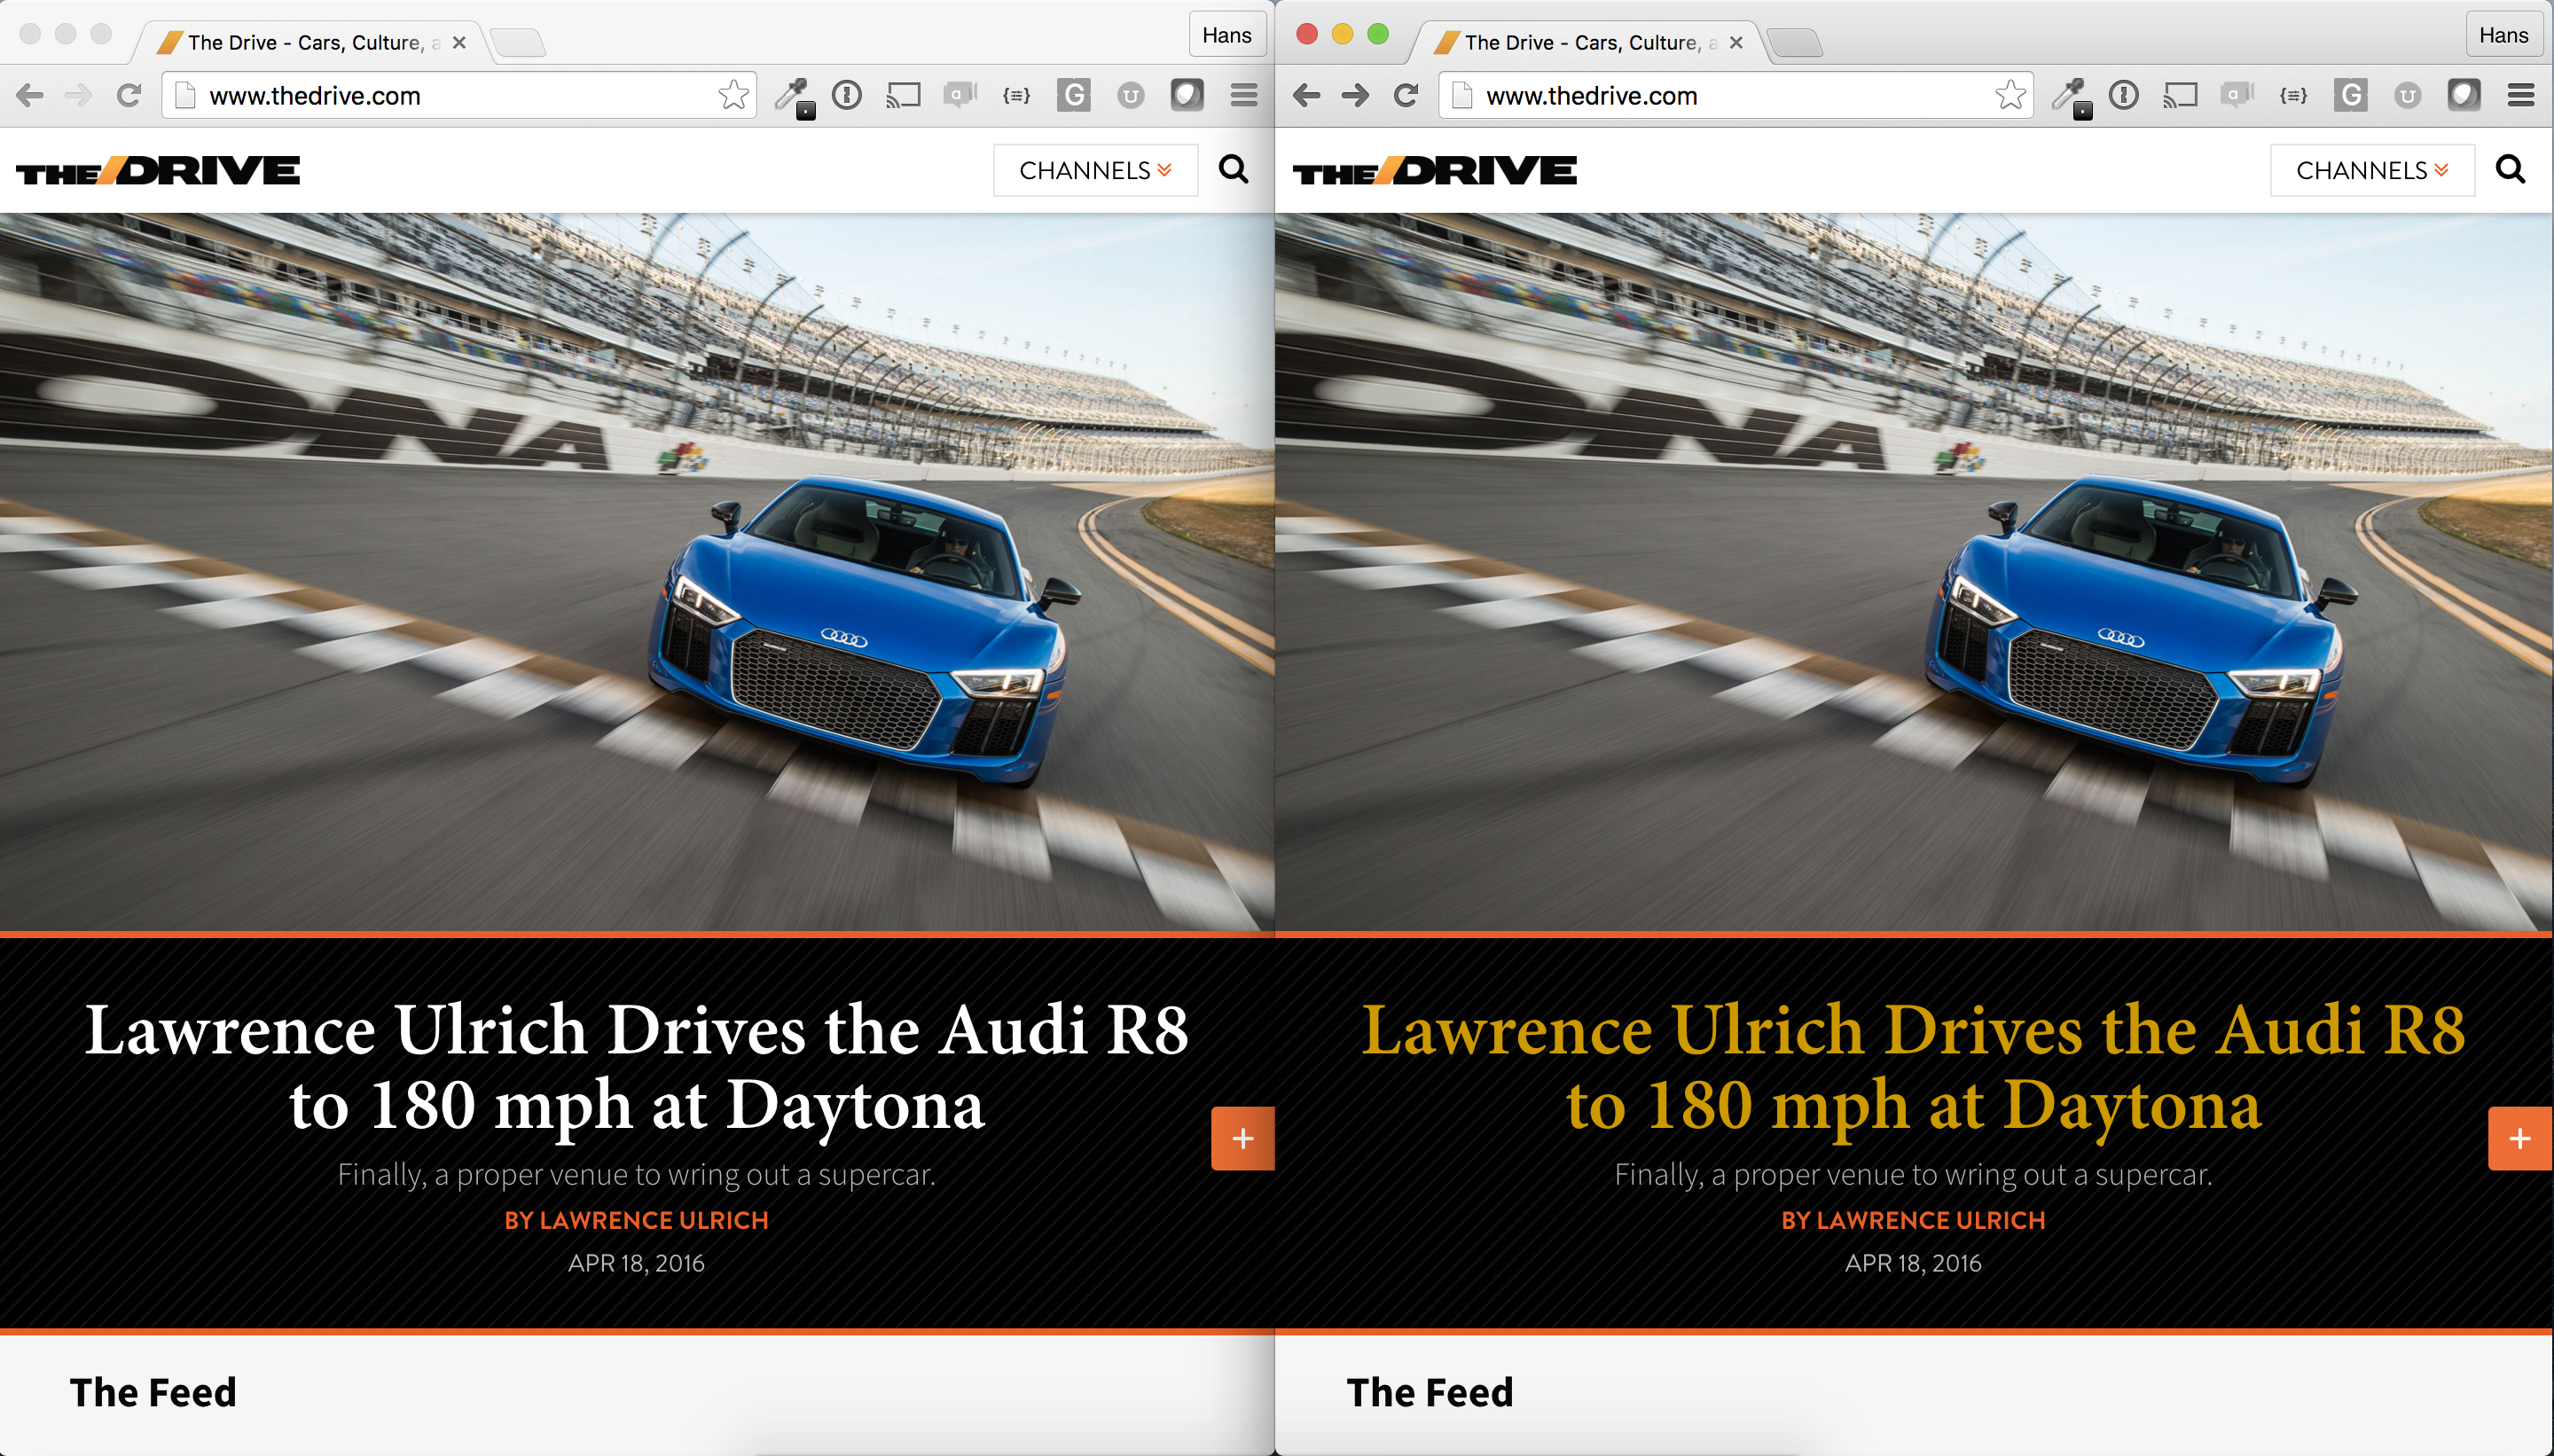 The Drive - Cars, Culture, a
Hans
www.thedrive.com
THE DRIVE
CHANNELS
Lawrence Ulrich Drives the Audi R8
to 180 mph at Daytona
Finally, a proper venue to wring out a supercar.
BY LAWRENCE ULRICH
APR 18, 2016
The Feed
The Drive - Cars, Culture, a
Hans
www.thedrive.com
THE DRIVE
CHANNELS
Lawrence Ulrich Drives the Audi R8
to 180 mph at Daytona
Finally, a proper venue to wring out a supercar.
BY LAWRENCE ULRICH
APR 18, 2016
The Feed